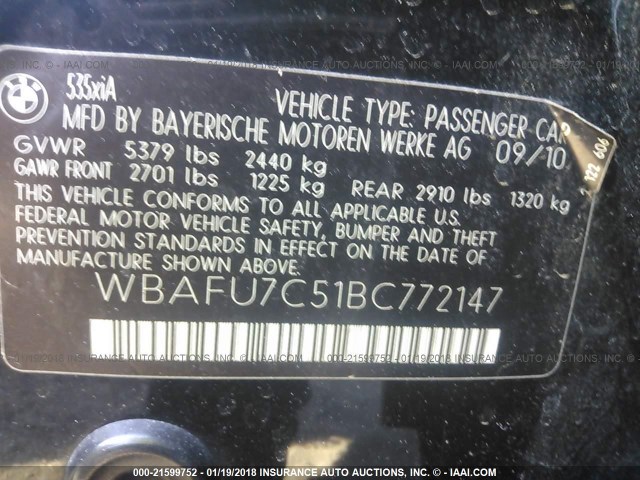 535xiA
VEHICLE TYPE: PASSENGER CAR
MFD BY BAYERISCHE MOTOREN WERKE AG 09/10
GVWR 5379 lbs 2440 kg
GAWR FRONT 2701 lbs 1225 kg REAR 2910 lbs 1320 kg
THIS VEHICLE CONFORMS TO ALL APPLICABLE U.S.
FEDERAL MOTOR VEHICLE SAFETY, BUMPER AND THEFT
PREVENTION STANDARDS IN EFFECT ON THE DATE OF
MANUFACTURE SHOWN ABOVE.
WBAFU7C51BC772147
000-21599752 - 01/19/2018 INSURANCE AUTO AUCTIONS, INC. - © IAAI.COM